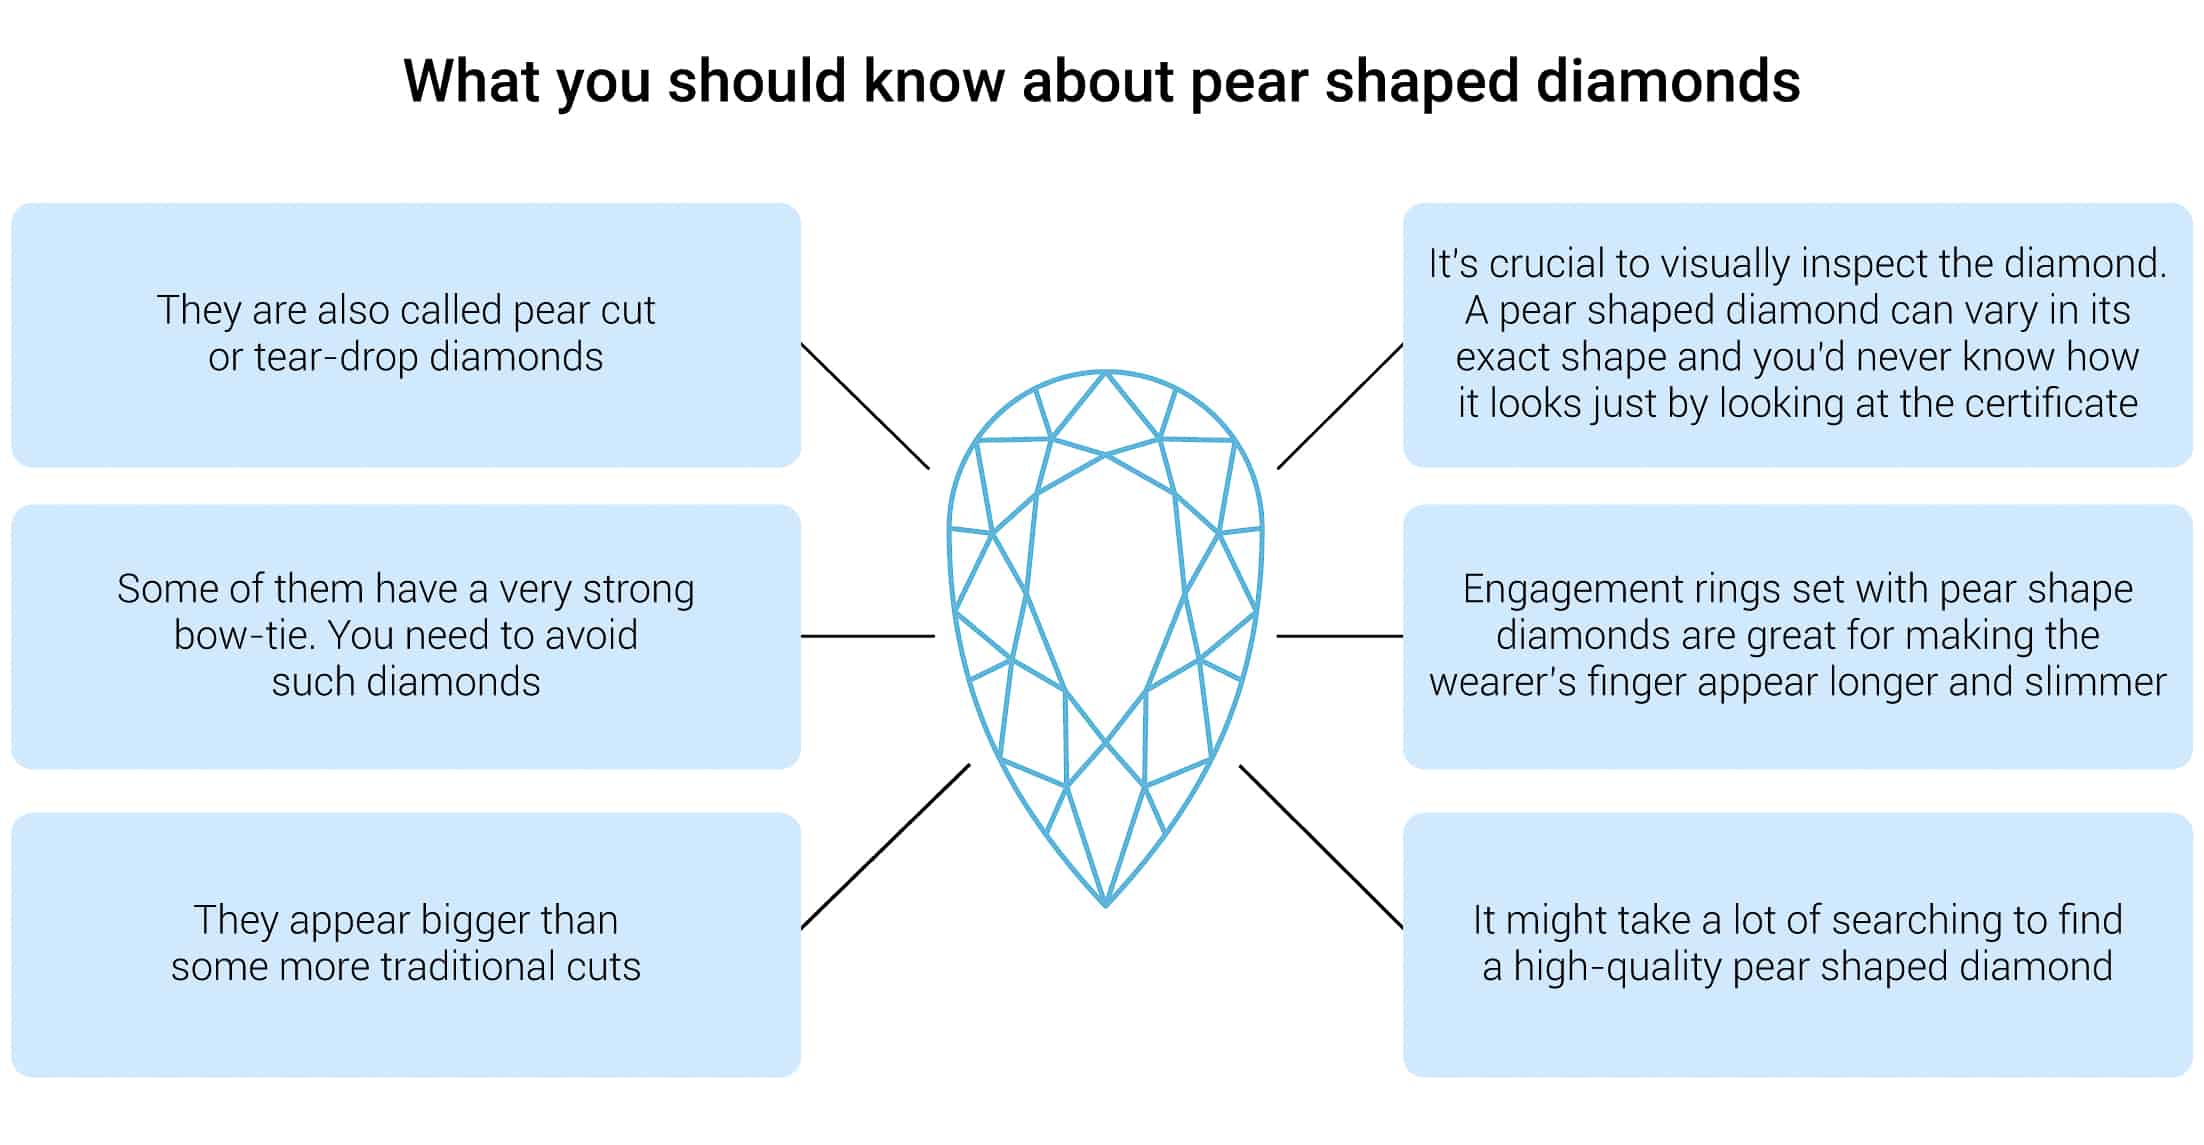 What you should know about pear shaped diamonds
They are also called pear cut
or tear-drop diamonds
Some of them have a very strong
bow-tie. You need to avoid
such diamonds
They appear bigger than
some more traditional cuts
It's crucial to visually inspect the diamond.
A pear shaped diamond can vary in its
exact shape and you'd never know how
it looks just by looking at the certificate
Engagement rings set with pear shape
diamonds are great for making the
wearer's finger appear longer and slimmer
It might take a lot of searching to find
a high-quality pear shaped diamond